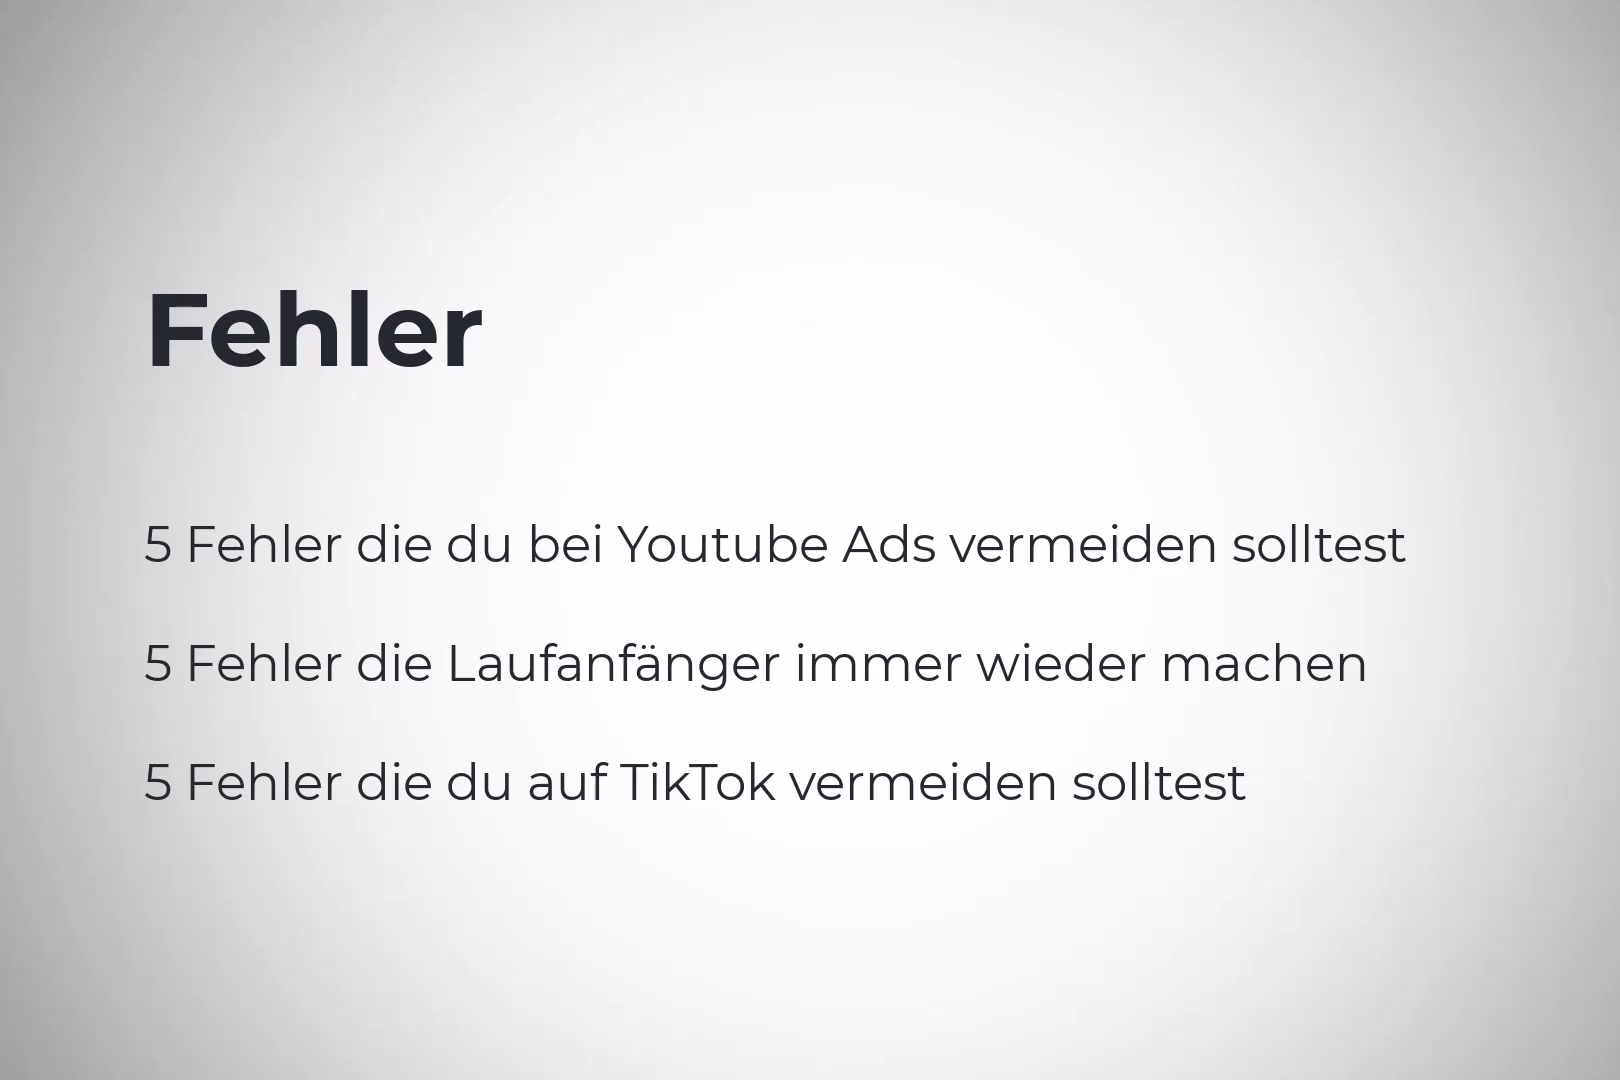 Fehler
5 Fehler die du bei Youtube Ads vermeiden solltest
5 Fehler die Laufanfänger immer wieder machen
5 Fehler die du auf TikTok vermeiden solltest